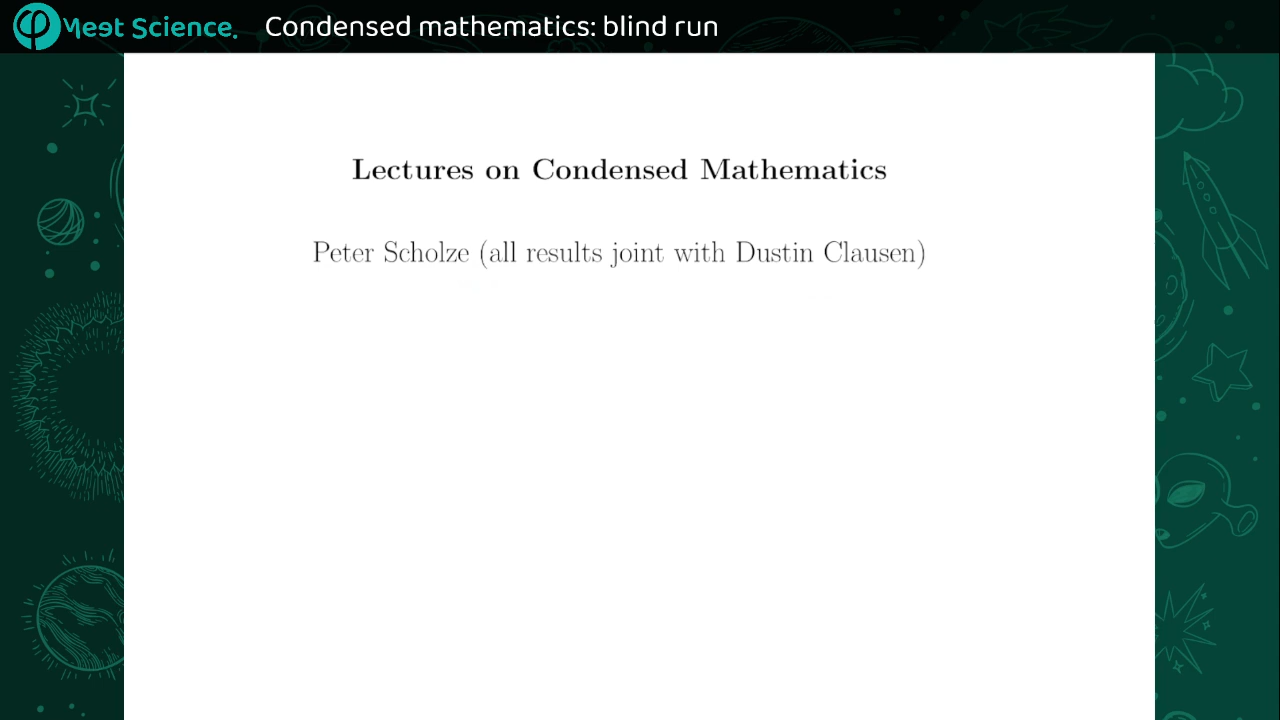 Meet Science.
Condensed mathematics: blind run
Lectures on Condensed Mathematics
Peter Scholze (all results joint with Dustin Clausen)